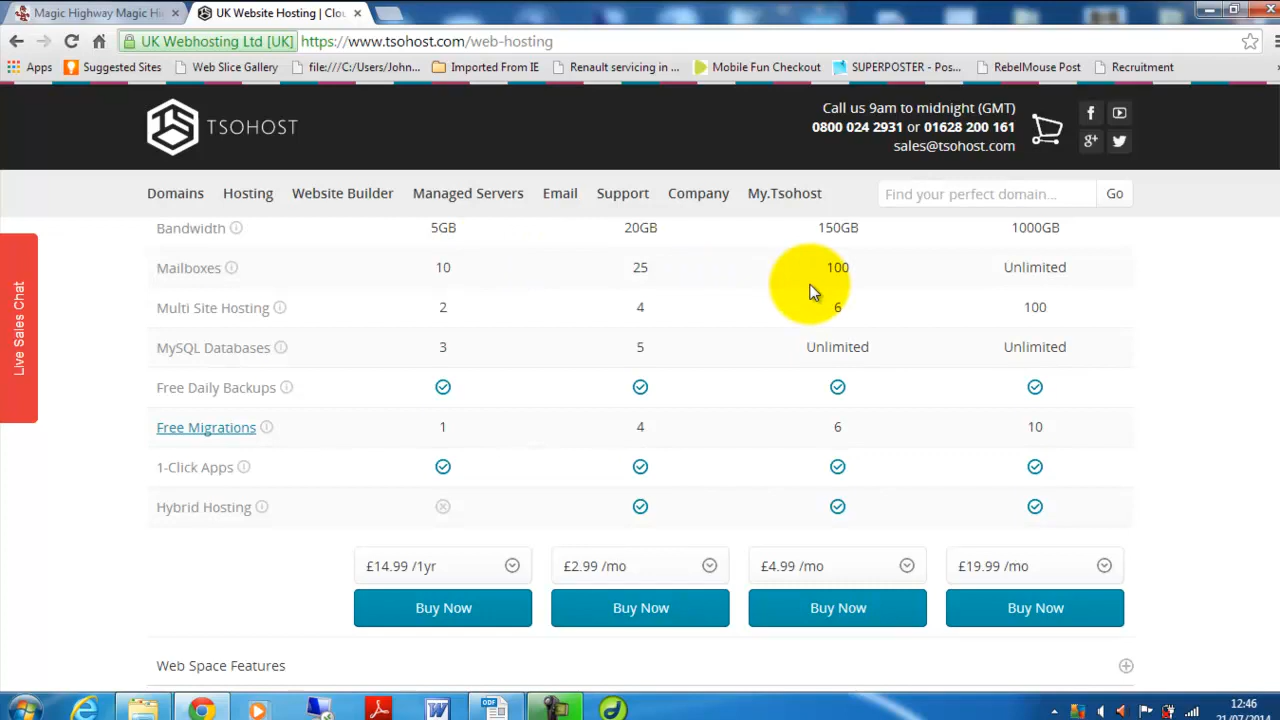 Magic Highway Magic Hi
UK Website Hosting | Clou
UK Webhosting Ltd [UK]
https://www.tsohost.com/web-hosting
Apps
Suggested Sites
Web Slice Gallery
file:///C:/Users/John...
Imported From IE
Renault servicing in ...
Mobile Fun Checkout
SUPERPOSTER - Pos...
RebelMouse Post
Recruitment
TSOHOST
Call us 9am to midnight (GMT)
0800 024 2931 or 01628 200 161
sales@tsohost.com
Domains Hosting Website Builder Managed Servers Email Support Company My.Tsohost
Find your perfect domain... Go
Live Sales Chat
Bandwidth 5GB 20GB 150GB 1000GB
Mailboxes 10 25 100 Unlimited
Multi Site Hosting 2 4 6 100
MySQL Databases 3 5 Unlimited Unlimited
Free Daily Backups
Free Migrations 1 4 6 10
1-Click Apps
Hybrid Hosting
£14.99 /1yr £2.99 /mo £4.99 /mo £19.99 /mo
Buy Now Buy Now Buy Now Buy Now
Web Space Features
12:46
21/07/2014